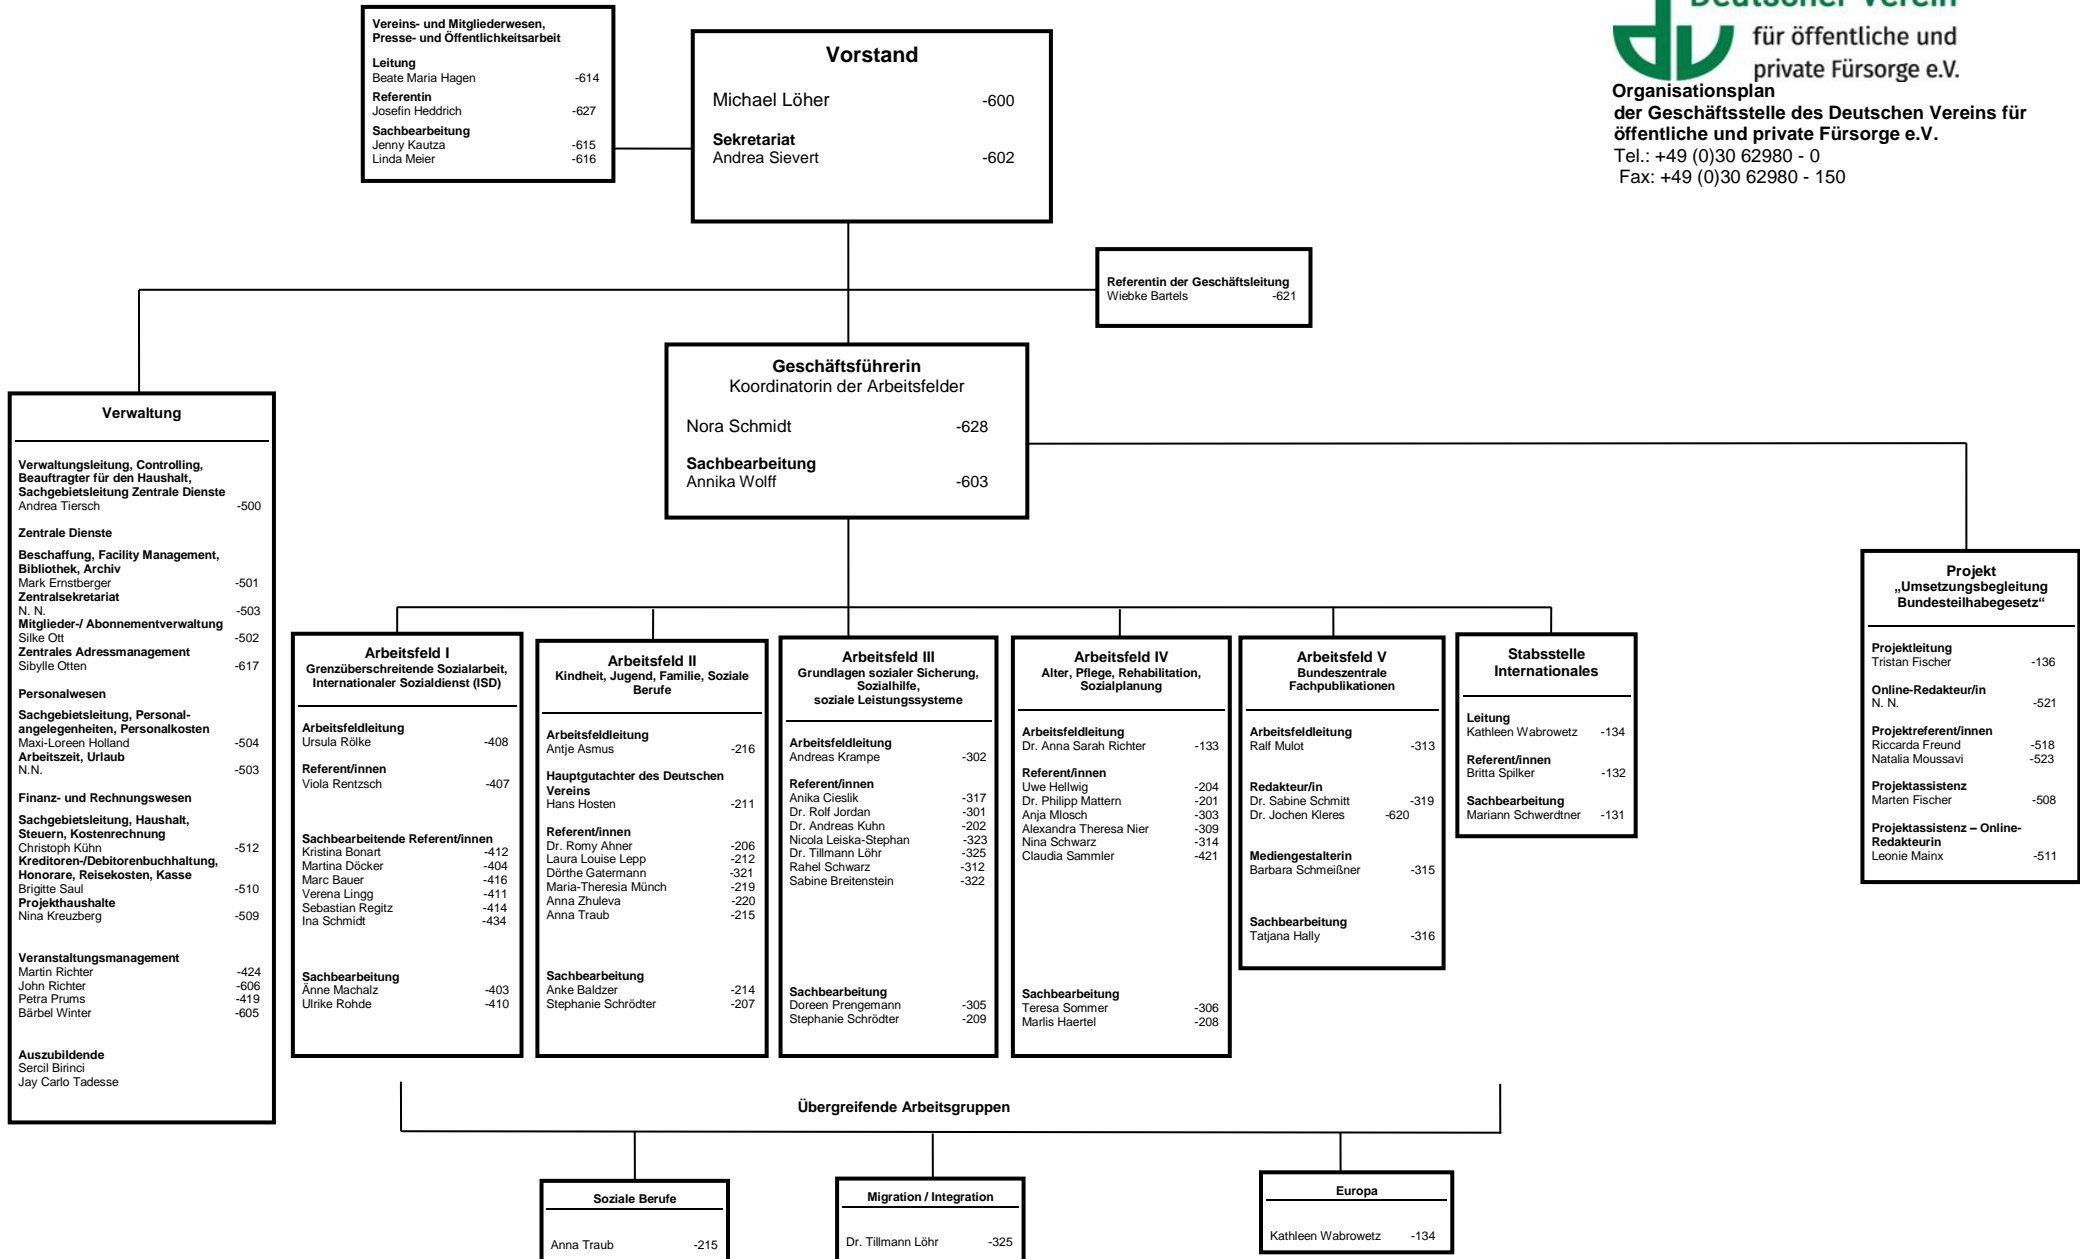 Vereins- und Mitgliederwesen,
Presse- und Öffentlichkeitsarbeit
Leitung
Beate Maria Hagen -614
Referentin
Josefin Heddrich -627
Sachbearbeitung
Jenny Kautza -615
Linda Meier -616
Vorstand
Michael Löher -600
Sekretariat
Andrea Sievert -602
Deutscher Verein
für öffentliche und
private Fürsorge e.V.
Organisationsplan
der Geschäftsstelle des Deutschen Vereins für
öffentliche und private Fürsorge e.V.
Tel.: +49 (0)30 62980 - 0
Fax: +49 (0)30 62980 - 150
Referentin der Geschäftsleitung
Wiebke Bartels -621
Geschäftsführerin
Koordinatorin der Arbeitsfelder
Nora Schmidt -628
Sachbearbeitung
Annika Wolff -603
Verwaltung
Verwaltungsleitung, Controlling,
Beauftragter für den Haushalt,
Sachgebietsleitung Zentrale Dienste
Andrea Tiersch -500
Zentrale Dienste
Beschaffung, Facility Management,
Bibliothek, Archiv
Mark Ernstberger -501
Zentralsekretariat
N. N. -503
Mitglieder-/ Abonnementverwaltung
Silke Ott -502
Zentrales Adressmanagement
Sibylle Otten -617
Personalwesen
Sachgebietsleitung, Personal-
angelegenheiten, Personalkosten
Maxi-Loreen Holland -504
Arbeitszeit, Urlaub
N.N. -503
Finanz- und Rechnungswesen
Sachgebietsleitung, Haushalt,
Steuern, Kostenrechnung
Christoph Kühn -512
Kreditoren-/Debitorenbuchhaltung,
Honorare, Reisekosten, Kasse
Brigitte Saul -510
Projekthaushalte
Nina Kreuzberg -509
Veranstaltungsmanagement
Martin Richter -424
John Richter -606
Petra Prums -419
Bärbel Winter -605
Auszubildende
Sercil Birinci
Jay Carlo Tadesse
Arbeitsfeld I
Grenzüberschreitende Sozialarbeit,
Internationaler Sozialdienst (ISD)
Arbeitsfeldleitung
Ursula Rölke -408
Referent/innen
Viola Rentzsch -407
Sachbearbeitende Referent/innen
Kristina Bonart -412
Martina Döcker -404
Marc Bauer -416
Verena Lingg -411
Sebastian Regitz -414
Ina Schmidt -434
Sachbearbeitung
Änne Machalz -403
Ulrike Rohde -410
Arbeitsfeld II
Kindheit, Jugend, Familie, Soziale
Berufe
Arbeitsfeldleitung
Antje Asmus -216
Hauptgutachter des Deutschen
Vereins
Hans Hosten -211
Referent/innen
Dr. Romy Ahner -206
Laura Louise Lepp -212
Dörthe Gatermann -321
Maria-Theresia Münch -219
Anna Zhuleva -220
Anna Traub -215
Sachbearbeitung
Anke Baldzer -214
Stephanie Schrödter -207
Arbeitsfeld III
Grundlagen sozialer Sicherung,
Sozialhilfe,
soziale Leistungssysteme
Arbeitsfeldleitung
Andreas Krampe -302
Referent/innen
Anika Cieslik -317
Dr. Rolf Jordan -301
Dr. Andreas Kuhn -202
Nicola Leiska-Stephan -323
Dr. Tillmann Löhr -325
Rahel Schwarz -312
Sabine Breitenstein -322
Sachbearbeitung
Doreen Prengemann -305
Stephanie Schrödter -209
Arbeitsfeld IV
Alter, Pflege, Rehabilitation,
Sozialplanung
Arbeitsfeldleitung
Dr. Anna Sarah Richter -133
Referent/innen
Uwe Hellwig -204
Dr. Philipp Mattern -201
Anja Mlosch -303
Alexandra Theresa Nier -309
Nina Schwarz -314
Claudia Sammler -421
Sachbearbeitung
Teresa Sommer -306
Marlis Haertel -208
Arbeitsfeld V
Bundeszentrale
Fachpublikationen
Arbeitsfeldleitung
Ralf Mulot -313
Redakteur/in
Dr. Sabine Schmitt -319
Dr. Jochen Kleres -620
Mediengestalterin
Barbara Schmeißner -315
Sachbearbeitung
Tatjana Hally -316
Stabsstelle
Internationales
Leitung
Kathleen Wabrowetz -134
Referent/innen
Britta Spilker -132
Sachbearbeitung
Mariann Schwerdtner -131
Projekt
„Umsetzungsbegleitung
Bundesteilhabegesetz“
Projektleitung
Tristan Fischer -136
Online-Redakteur/in
N. N. -521
Projektreferent/innen
Riccarda Freund -518
Natalia Moussavi -523
Projektassistenz
Marten Fischer -508
Projektassistenz – Online-
Redakteurin
Leonie Mainx -511
Übergreifende Arbeitsgruppen
Soziale Berufe
Anna Traub -215
Migration / Integration
Dr. Tillmann Löhr -325
Europa
Kathleen Wabrowetz -134